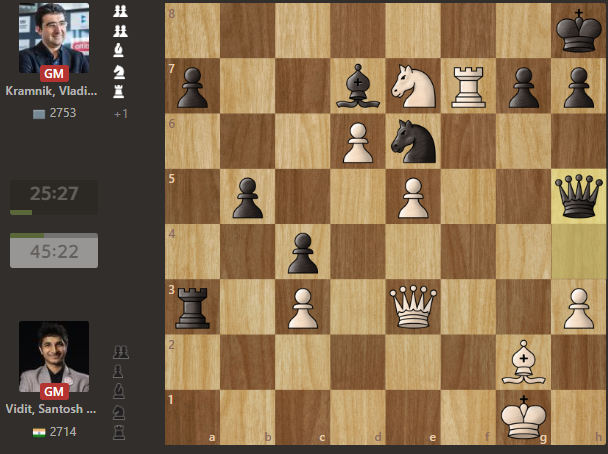 GM
Kramnik, Vladi...
2753
+1
25:27
45:22
GM
Vidit, Santosh ...
2714
8
7
6
5
4
3
2
1
a b c d e f g h